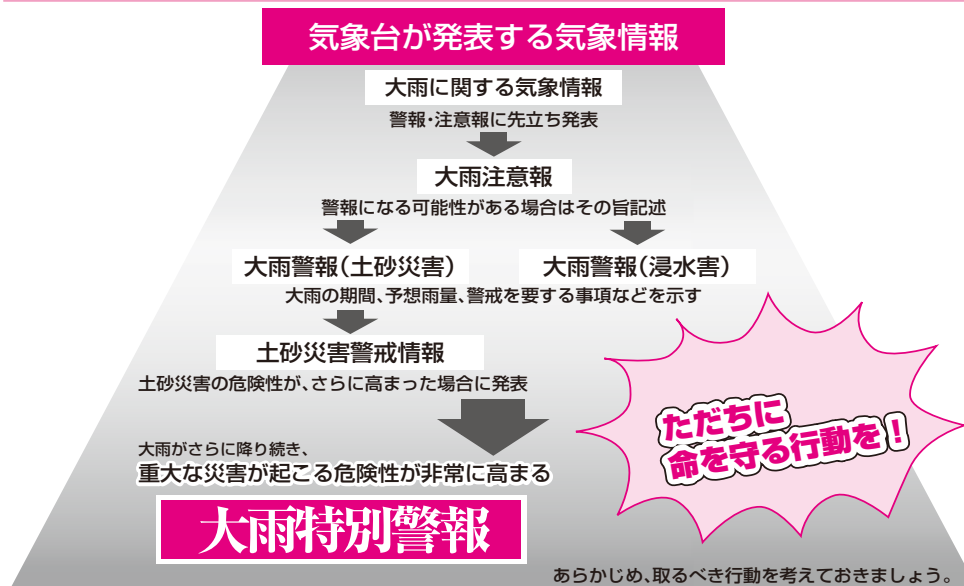 気象台が発表する気象情報
大雨に関する気象情報
警報・注意報に先立ち発表
大雨注意報
警報になる可能性がある場合はその旨記述
大雨警報(土砂災害)
大雨警報(浸水害)
大雨の期間、予想雨量、警戒を要する事項などを示す
土砂災害警戒情報
土砂災害の危険性が、さらに高まった場合に発表
大雨がさらに降り続き、
重大な災害が起こる危険性が非常に高まる
大雨特別警報
ただちに
命を守る行動を!
あらかじめ、取るべき行動を考えておきましょう。